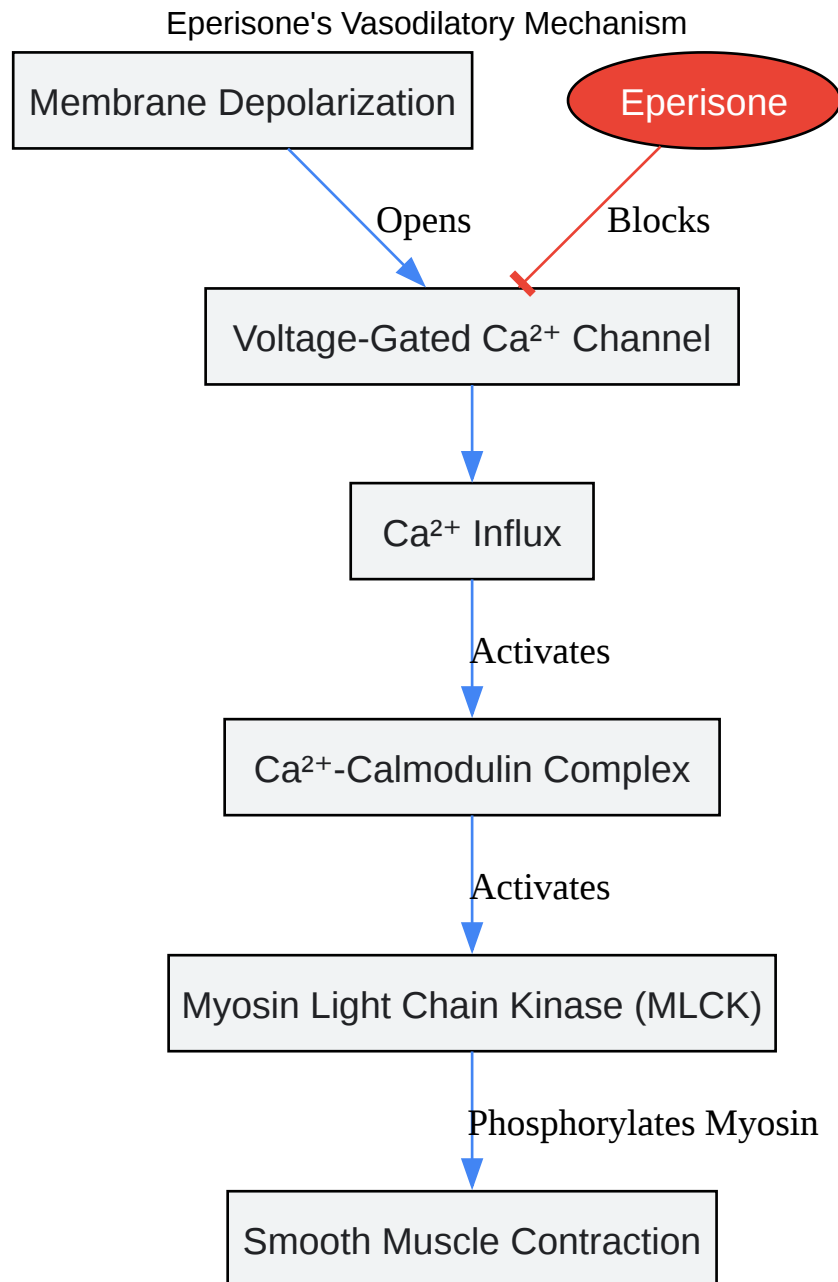 Eperisone's Vasodilatory Mechanism
Membrane Depolarization
Eperisone
Opens
Blocks
Voltage-Gated Ca²⁺ Channel
Ca²⁺ Influx
Activates
Ca²⁺-Calmodulin Complex
Activates
Myosin Light Chain Kinase (MLCK)
Phosphorylates Myosin
Smooth Muscle Contraction